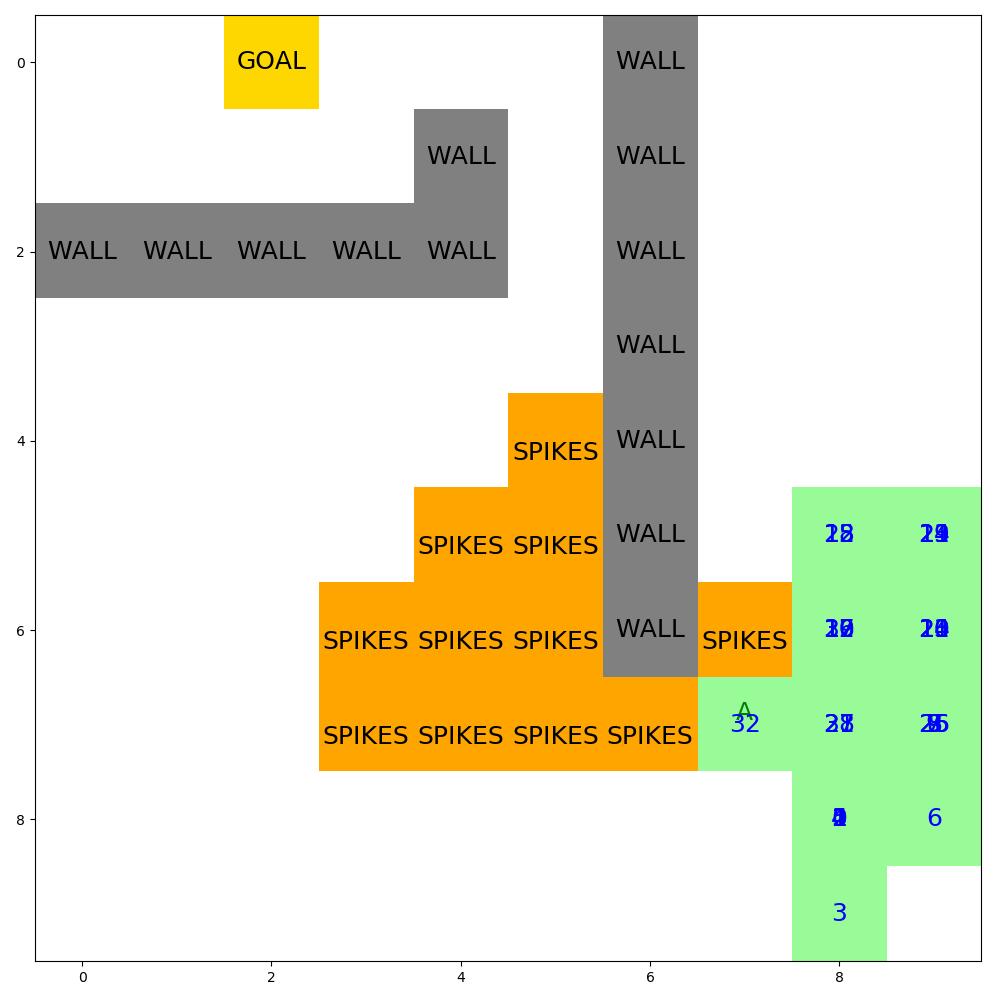 0 GOAL WALL
WALL WALL
2 WALL WALL WALL WALL WALL WALL
WALL
4 SPIKES WALL
SPIKES SPIKES WALL
6 SPIKES SPIKES SPIKES WALL SPIKES
SPIKES SPIKES SPIKES SPIKES ^ 32
8 6
3
0 2 4 6 8